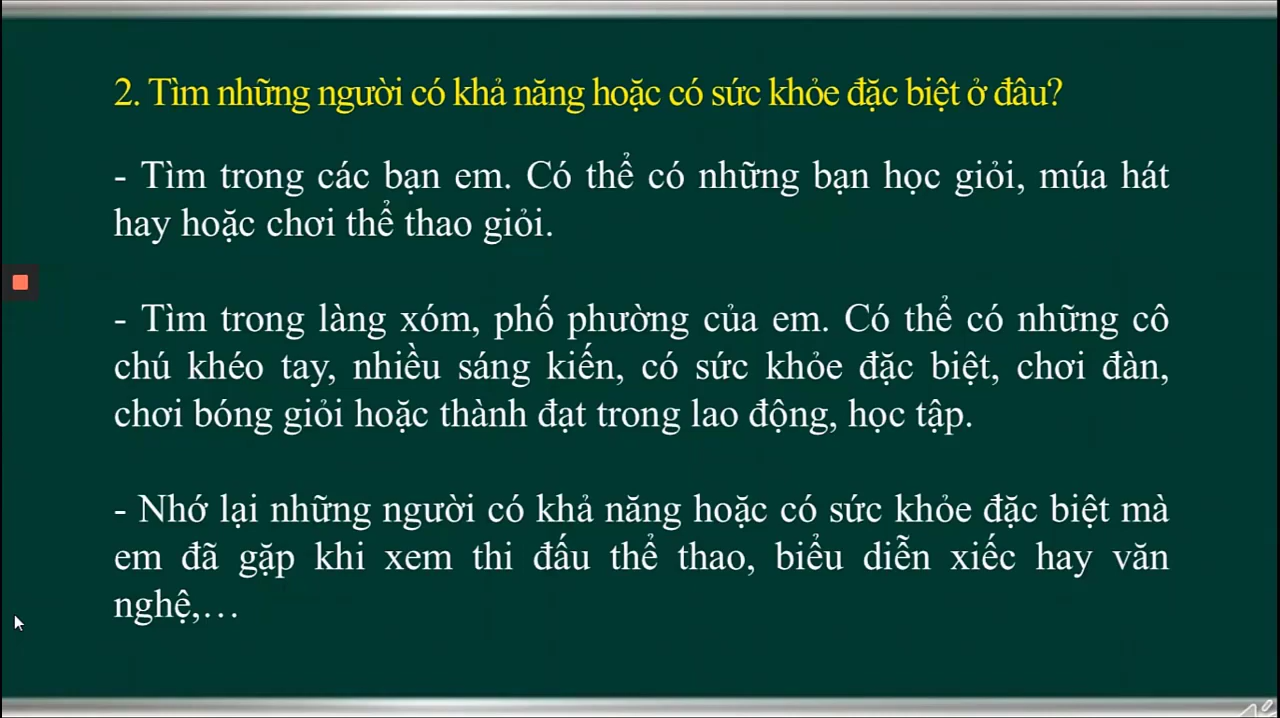 2. Tìm những người có khả năng hoặc có sức khỏe đặc biệt ở đâu?
- Tìm trong các bạn em. Có thể có những bạn học giỏi, múa hát
hay hoặc chơi thể thao giỏi.
- Tìm trong làng xóm, phố phường của em. Có thể có những cô
chú khéo tay, nhiều sáng kiến, có sức khỏe đặc biệt, chơi đàn,
chơi bóng giỏi hoặc thành đạt trong lao động, học tập.
- Nhớ lại những người có khả năng hoặc có sức khỏe đặc biệt mà
em đã gặp khi xem thi đấu thể thao, biểu diễn xiếc hay văn
nghệ,…